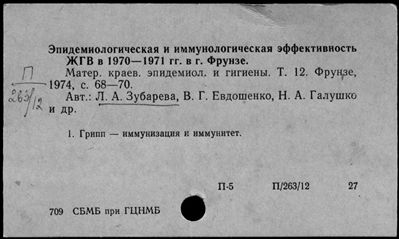 Эпидемиологическая и иммунологическая эффективность
ЖГВ в 1970—1971 гг. в г. Фрунзе.
Матер. краев. эпидемиол. и гигиены. Т. 12. Фрунзе,
1974, с. 68—70.
П
263/12
Авт.: Л. А. Зубарева, В. Г. Евдошенко, Н. А. Галушко
и др.
1. Грипп — иммунизация и иммунитет.
П-5 П/263/12 27
709 СБМБ при ГЦНМБ